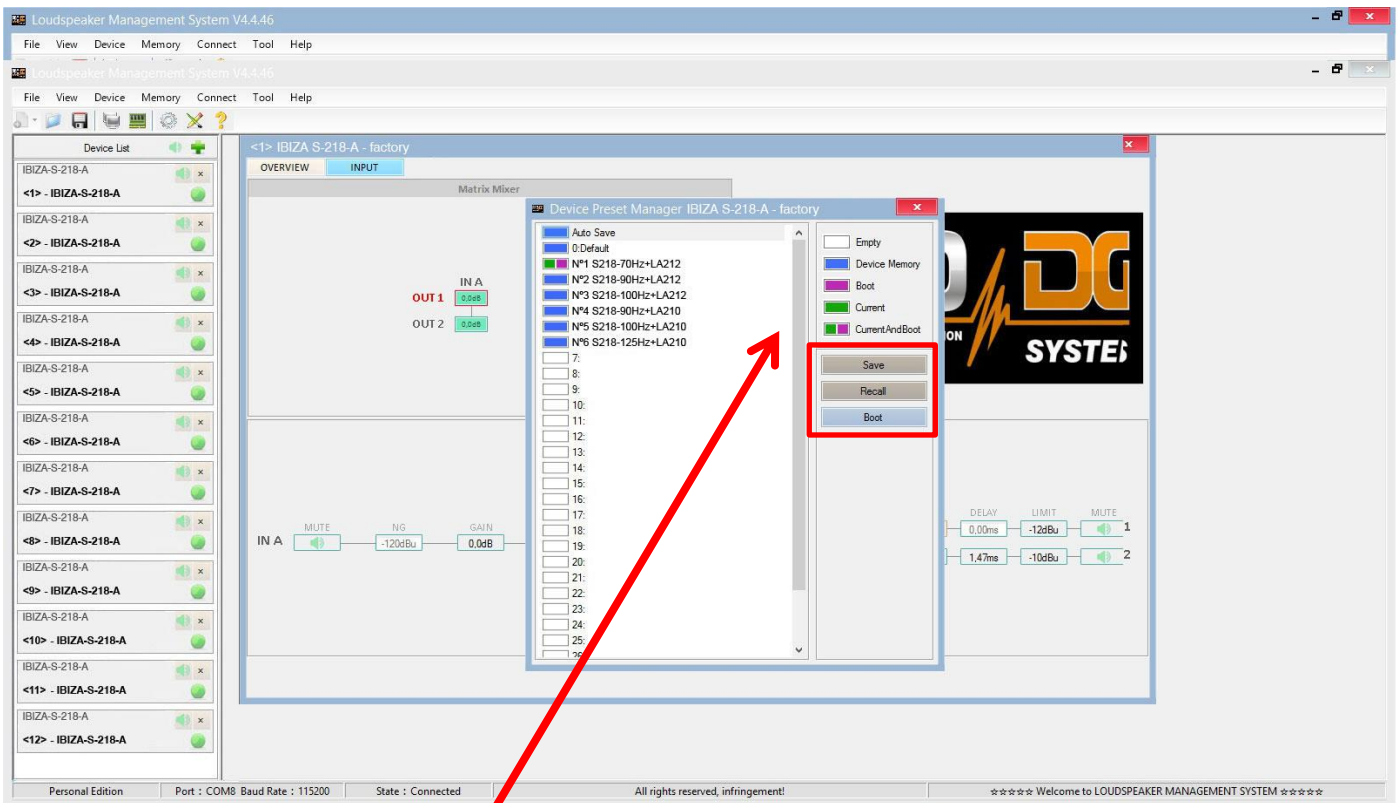 Loudspeaker Management System V4.4.46
File View Device Memory Connect Tool Help
Loudspeaker Management System V4.4.46
File View Device Memory Connect Tool Help
Device List
IBIZA-S-218-A
<1> - IBIZA-S-218-A
IBIZA-S-218-A
<2> - IBIZA-S-218-A
IBIZA-S-218-A
<3> - IBIZA-S-218-A
IBIZA-S-218-A
<4> - IBIZA-S-218-A
IBIZA-S-218-A
<5> - IBIZA-S-218-A
IBIZA-S-218-A
<6> - IBIZA-S-218-A
IBIZA-S-218-A
<7> - IBIZA-S-218-A
IBIZA-S-218-A
<8> - IBIZA-S-218-A
IBIZA-S-218-A
<9> - IBIZA-S-218-A
IBIZA-S-218-A
<10> - IBIZA-S-218-A
IBIZA-S-218-A
<11> - IBIZA-S-218-A
IBIZA-S-218-A
<12> - IBIZA-S-218-A
<1> IBIZA S-218-A - factory
OVERVIEW INPUT
Matrix Mixer
IN A
OUT 1 0,0dB
OUT 2 0,0dB
MUTE NG GAIN
IN A -120dBu 0,0dB
Device Preset Manager IBIZA S-218-A - factory
Auto Save
0:Default
Nº1 S218-70Hz+LA212
Nº2 S218-90Hz+LA212
Nº3 S218-100Hz+LA212
Nº4 S218-90Hz+LA210
Nº5 S218-100Hz+LA210
Nº6 S218-125Hz+LA210
7:
8:
9:
10:
11:
12:
13:
14:
15:
16:
17:
18:
19:
20:
21:
22:
23:
24:
25:
26:
Empty
Device Memory
Boot
Current
CurrentAndBoot
Save
Recall
Boot
DG
ION
SYSTE
DELAY LIMIT MUTE
0,00ms -12dBu 1
1,47ms -10dBu 2
Personal Edition Port : COM8 Baud Rate : 115200 State : Connected All rights reserved, infringement! ☆☆☆☆☆ Welcome to LOUDSPEAKER MANAGEMENT SYSTEM ☆☆☆☆☆